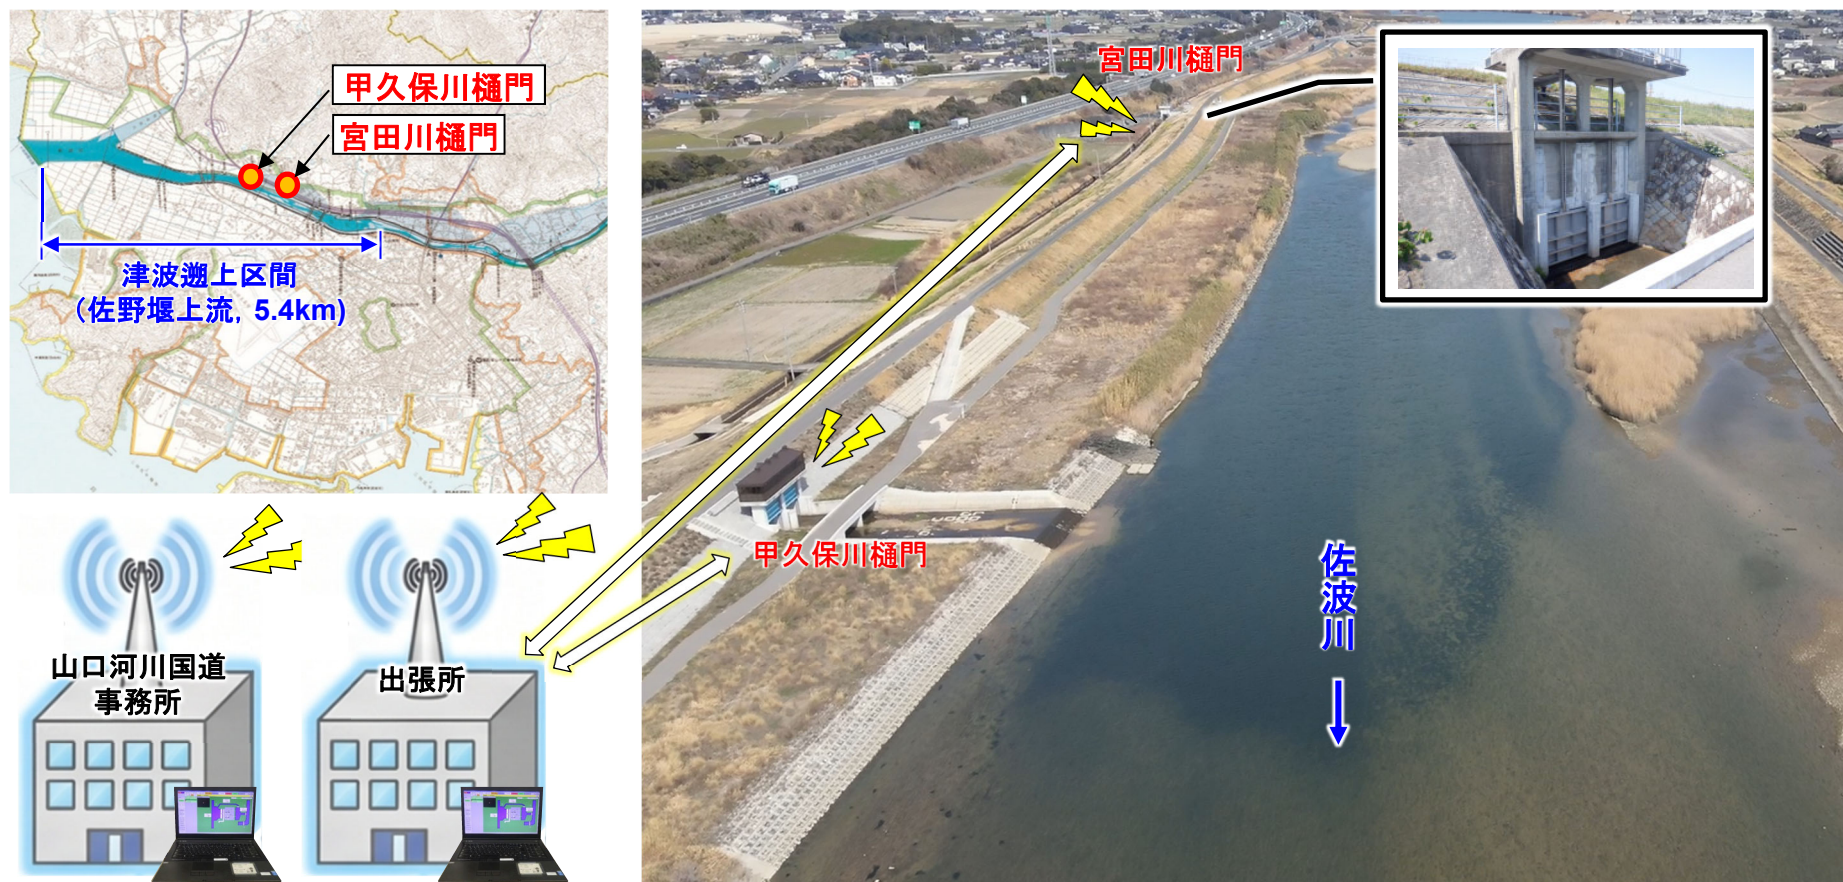 甲久保川樋門
宮田川樋門
津波遡上区間
（佐野堰上流, 5.4km)
宮田川樋門
甲久保川樋門
佐波川
山口河川国道
事務所
出張所